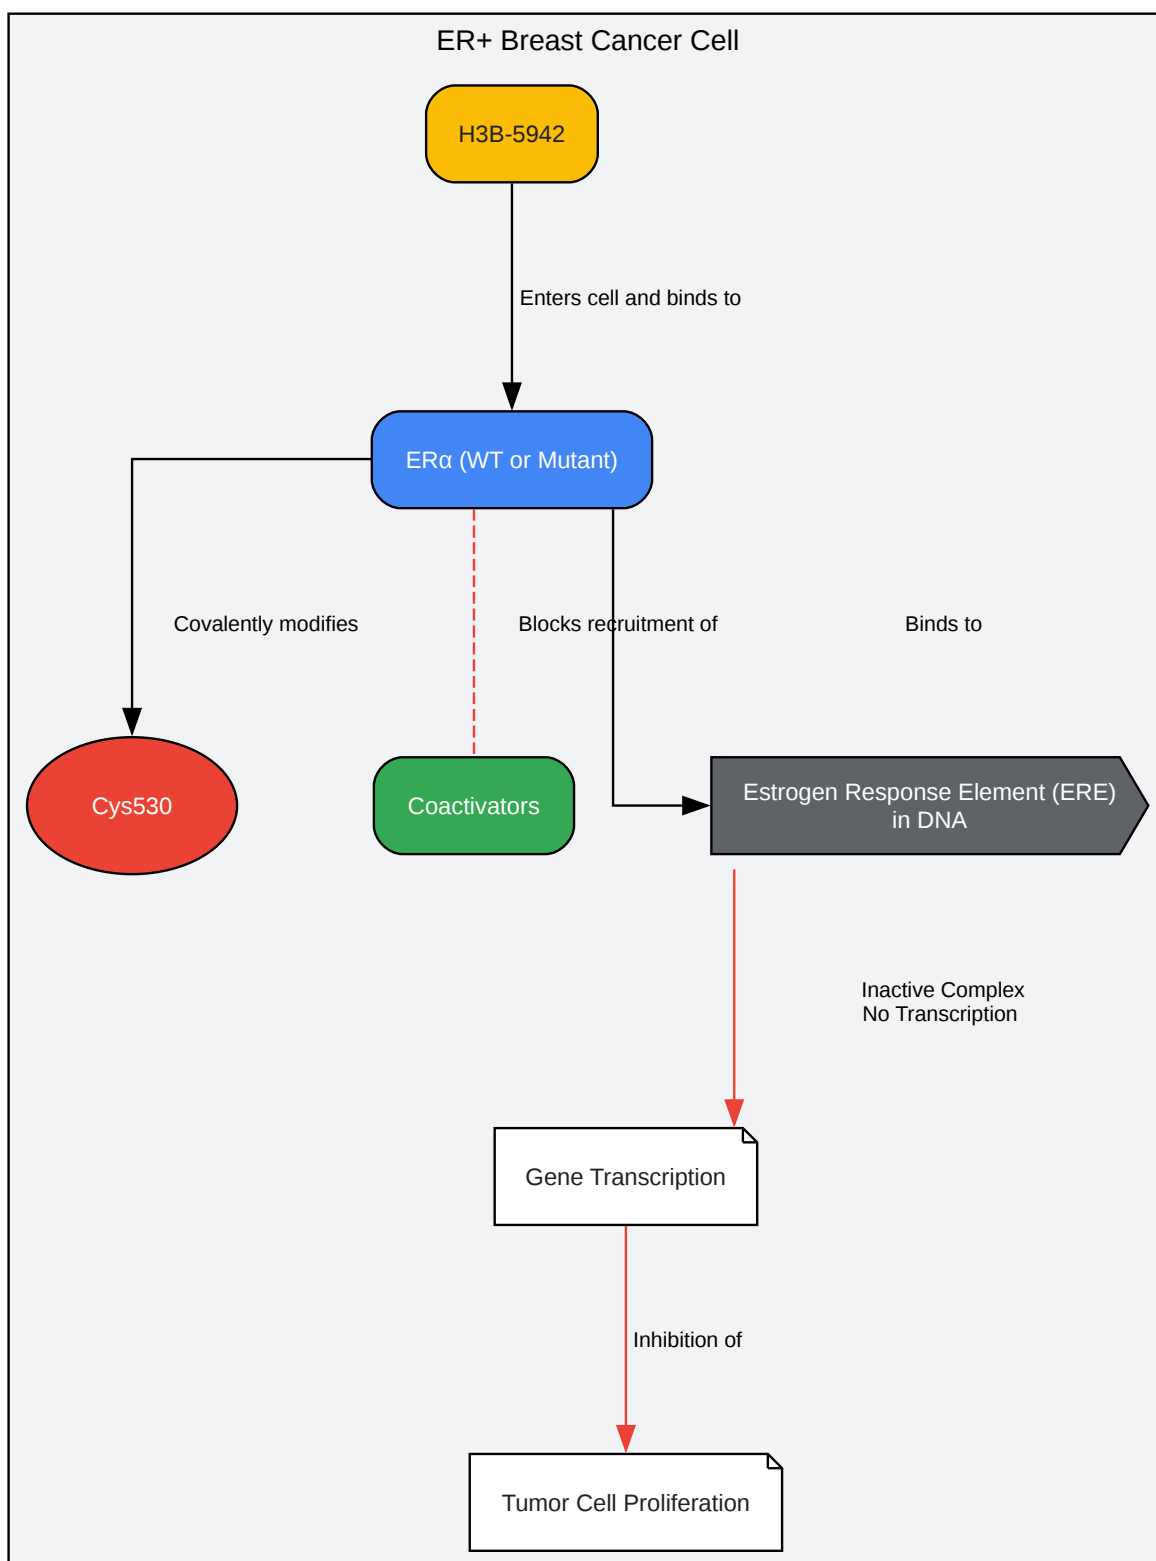 ER+ Breast Cancer Cell
H3B-5942
Enters cell and binds to
ERα (WT or Mutant)
Covalently modifies
Blocks recruitment of
Binds to
Cys530
Coactivators
Estrogen Response Element (ERE)
in DNA
Inactive Complex
No Transcription
Gene Transcription
Inhibition of
Tumor Cell Proliferation